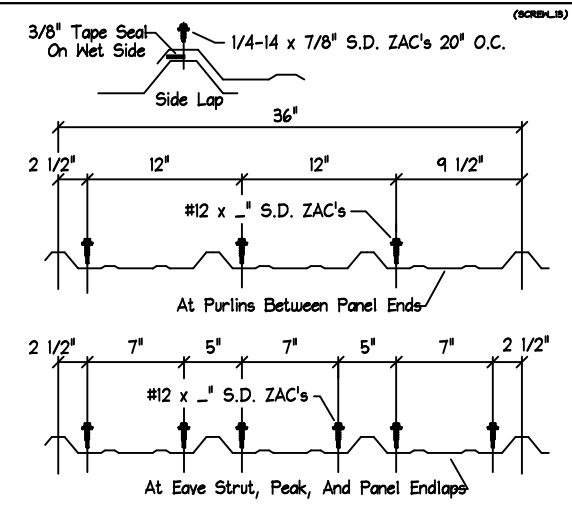 (SCREW_15)
3/8" Tape Seal
On Wet Side
1/4-14 x 7/8" S.D. ZAC's 20" O.C.
Side Lap
36"
2 1/2" 12" 12" 9 1/2"
#12 x _" S.D. ZAC's
At Purlins Between Panel Ends
2 1/2" 7" 5" 7" 5" 7" 2 1/2"
#12 x _" S.D. ZAC's
At Eave Strut, Peak, And Panel Endlaps